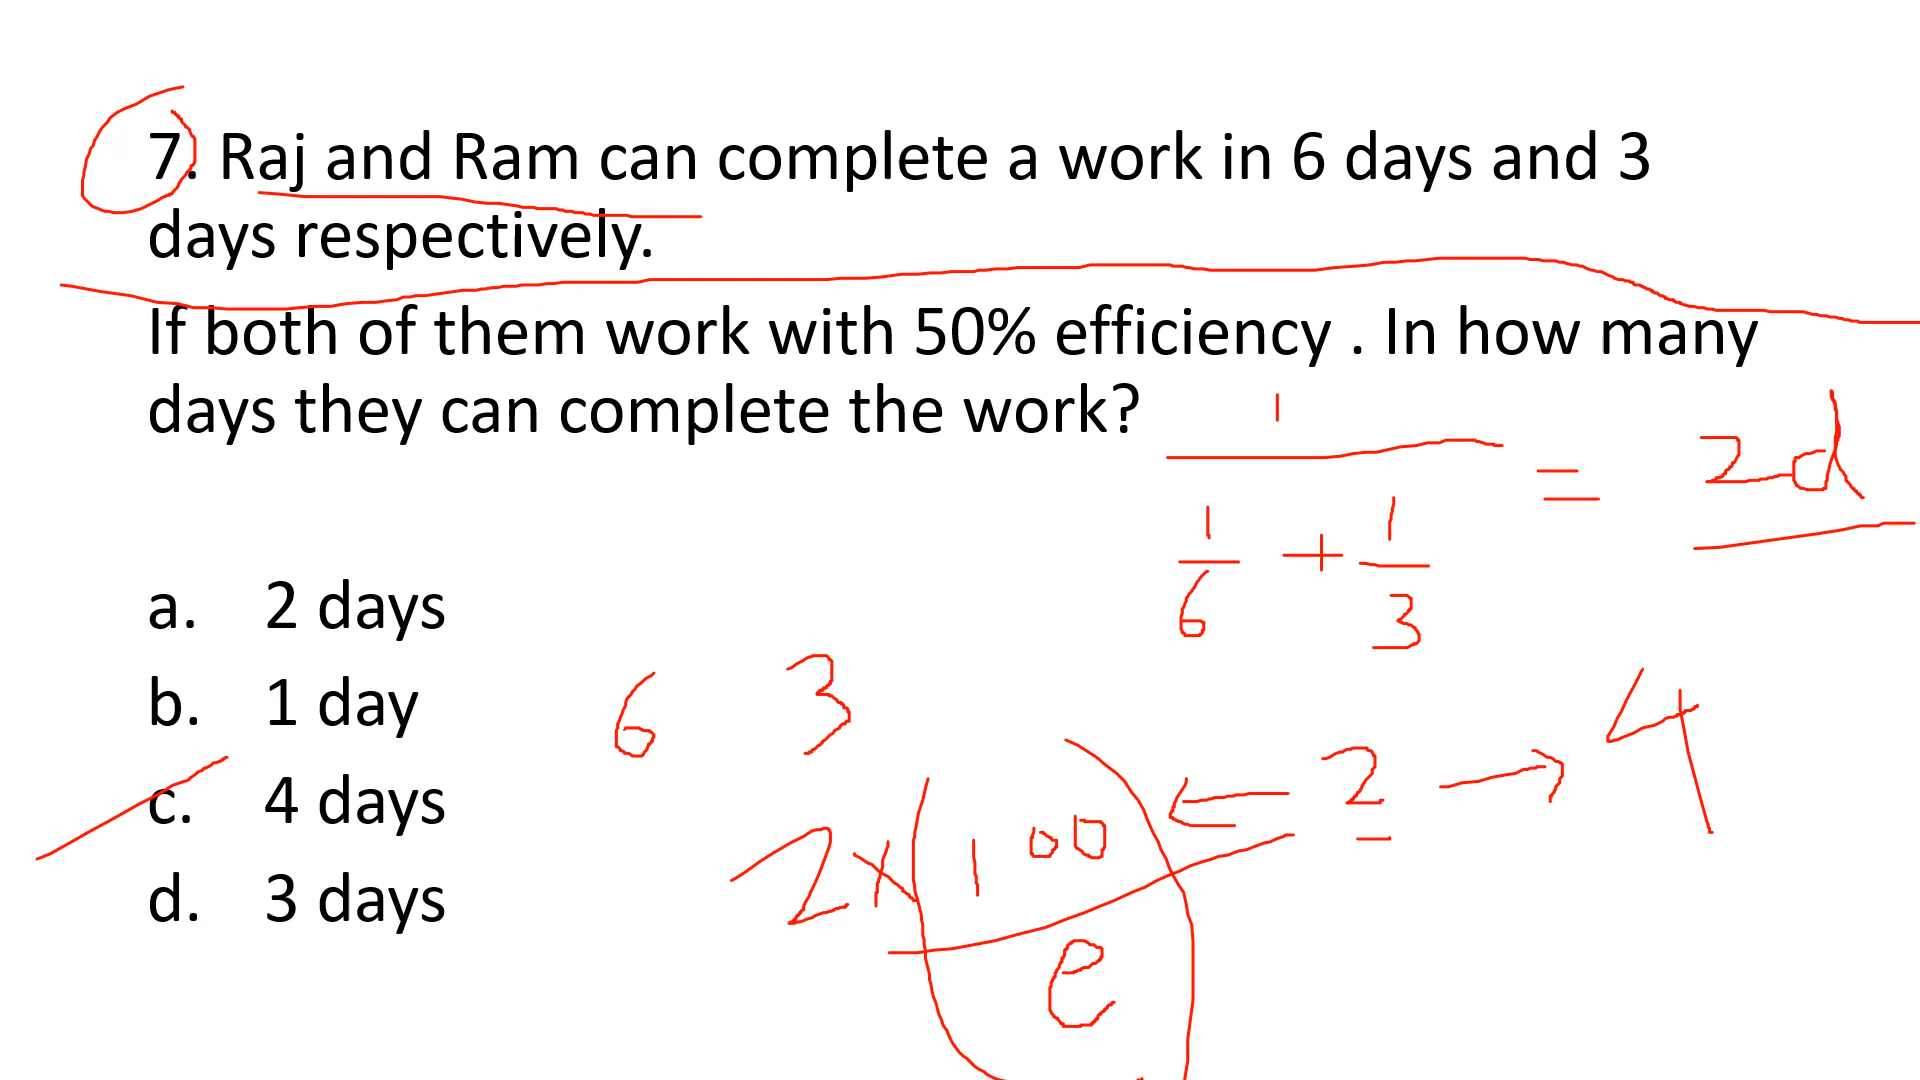 7. Raj and Ram can complete a work in 6 days and 3
days respectively.
If both of them work with 50% efficiency . In how many
days they can complete the work?
1
= 2d
1 + 1
6 3
a. 2 days
b. 1 day
6 3
2 → 4
c. 4 days
2 x 100
e
d. 3 days